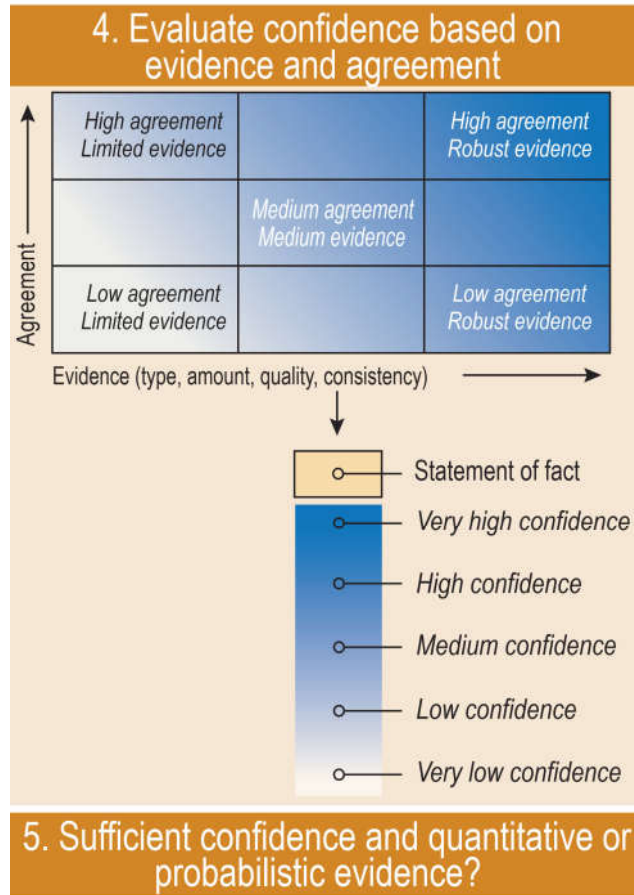 4. Evaluate confidence based on
evidence and agreement
High agreement
Limited evidence
High agreement
Robust evidence
Medium agreement
Medium evidence
Low agreement
Limited evidence
Low agreement
Robust evidence
Agreement
Evidence (type, amount, quality, consistency)
Statement of fact
Very high confidence
High confidence
Medium confidence
Low confidence
Very low confidence
5. Sufficient confidence and quantitative or
probabilistic evidence?